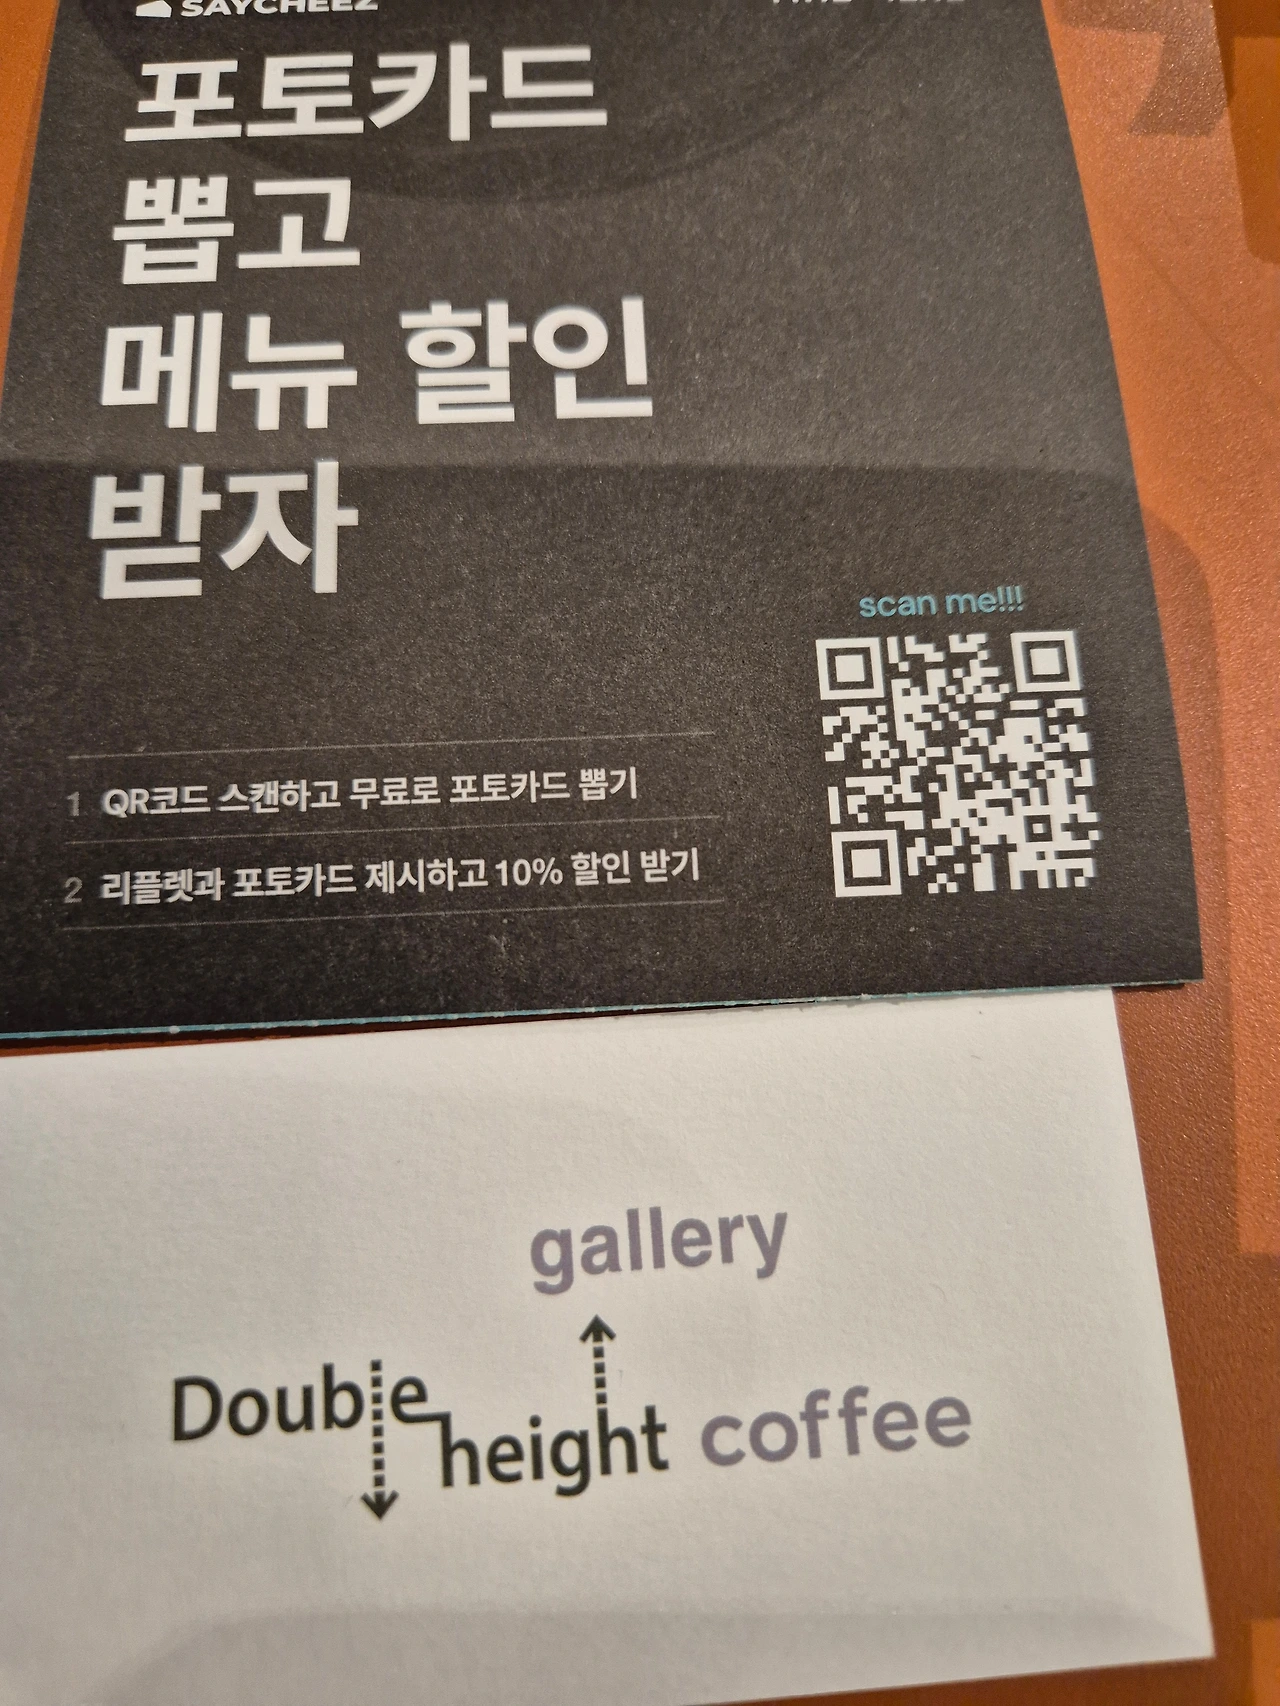 SAYCHEEZ
포토카드
뽑고
메뉴 할인
받자
scan me!!!
1 QR코드 스캔하고 무료로 포토카드 뽑기
2 리플렛과 포토카드 제시하고 10% 할인 받기
gallery
Double
height coffee